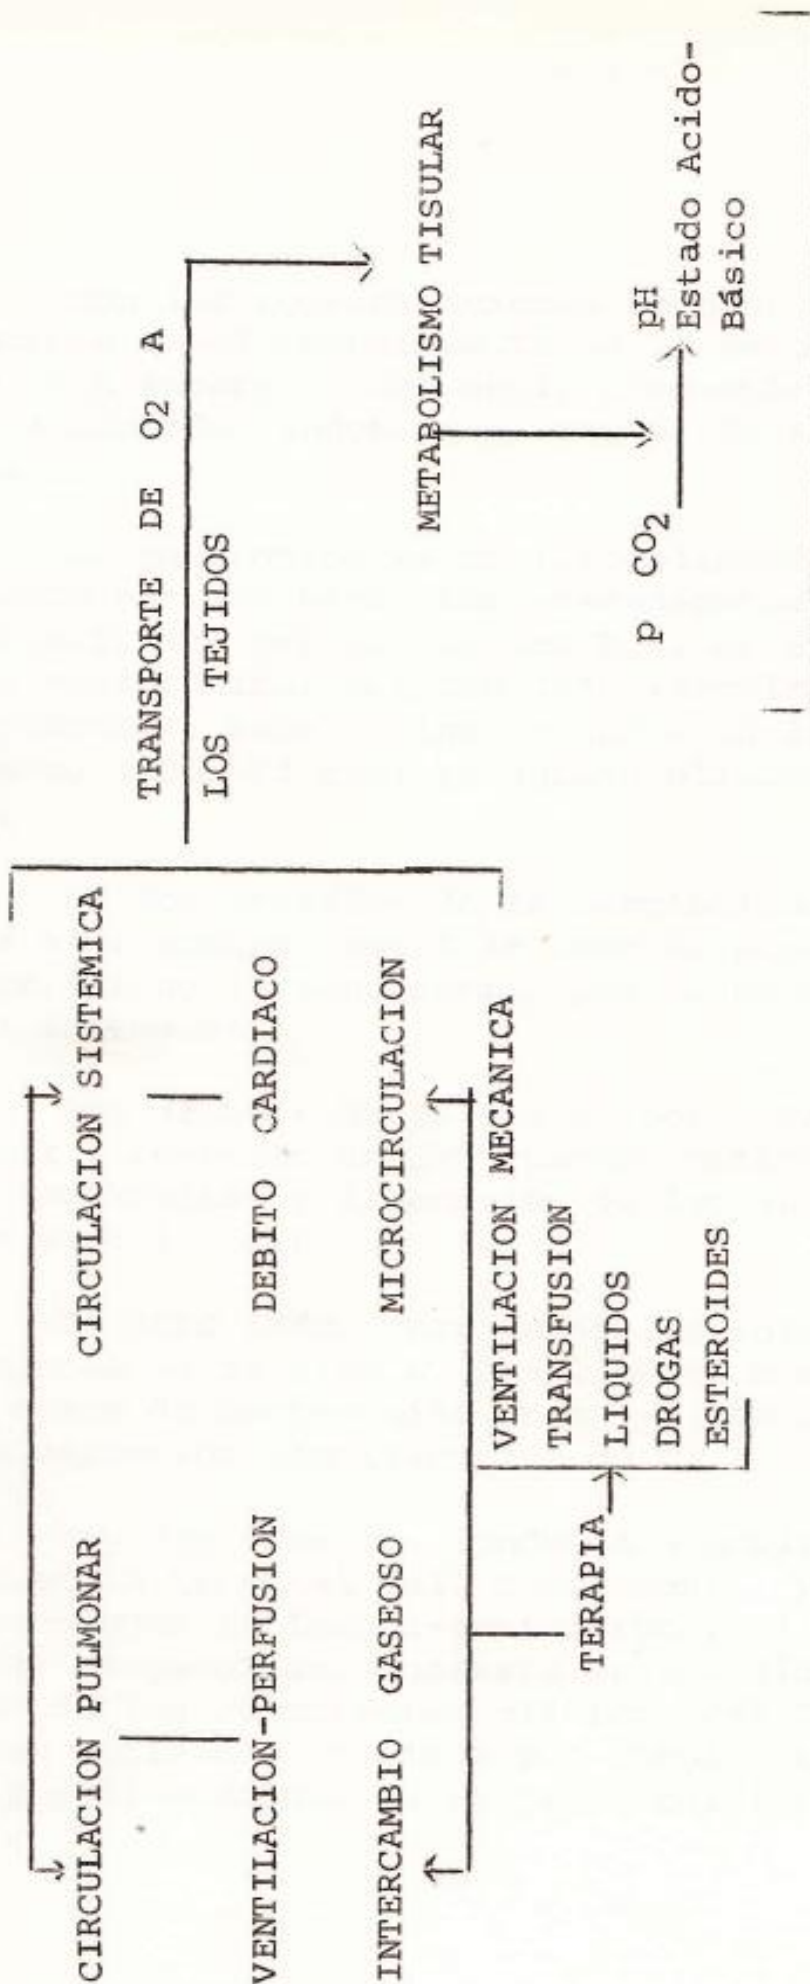 CIRCULACION PULMONAR
VENTILACION-PERFUSION
INTERCAMBIO GASEOSO
TERAPIA
CIRCULACION SISTEMICA
DEBITO CARDIACO
MICROCIRCULACION
VENTILACION MECANICA
TRANSFUSION
LIQUIDOS
DROGAS
ESTEROIDES
TRANSPORTE DE O2 A
LOS TEJIDOS
METABOLISMO TISULAR
p CO2
pH
Estado Acido-
Básico